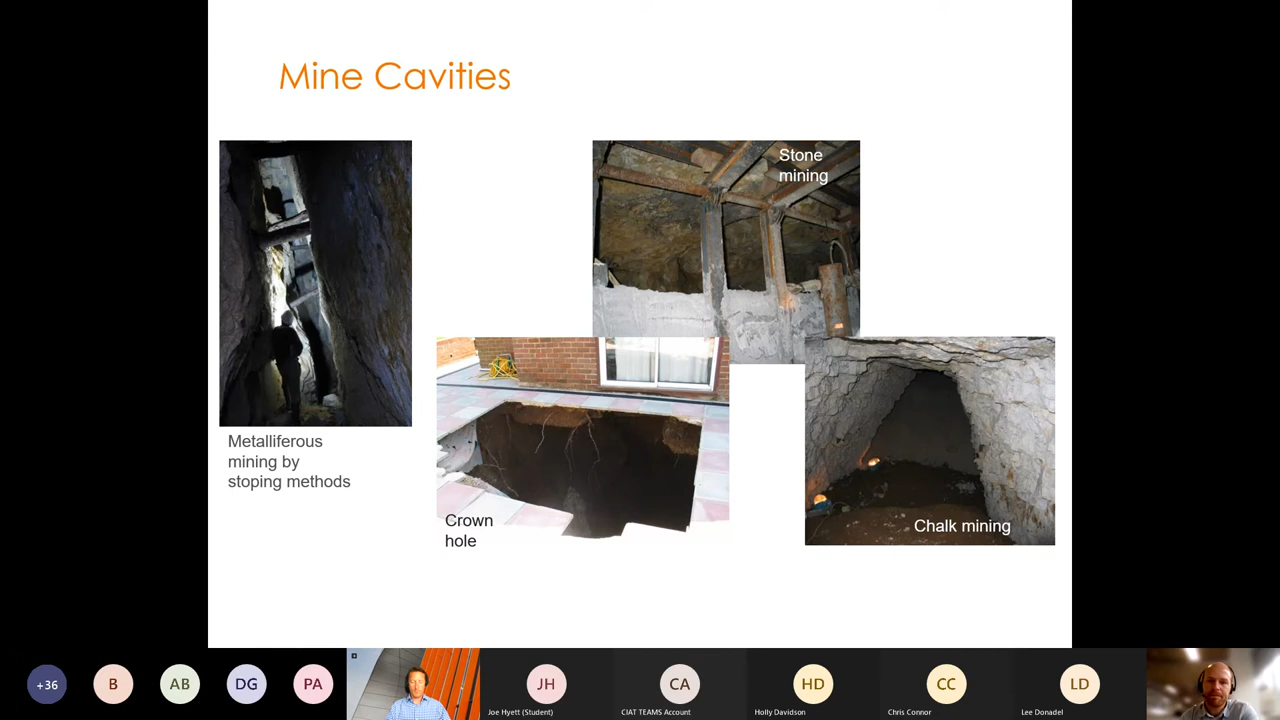 Mine Cavities
Stone
mining
Metalliferous
mining by
stoping methods
Crown
hole
Chalk mining
+36
B
AB
DG
PA
JH
Joe Hyett (Student)
CA
CIAT TEAMS Account
HD
Holly Davidson
CC
Chris Connor
LD
Lee Donadel